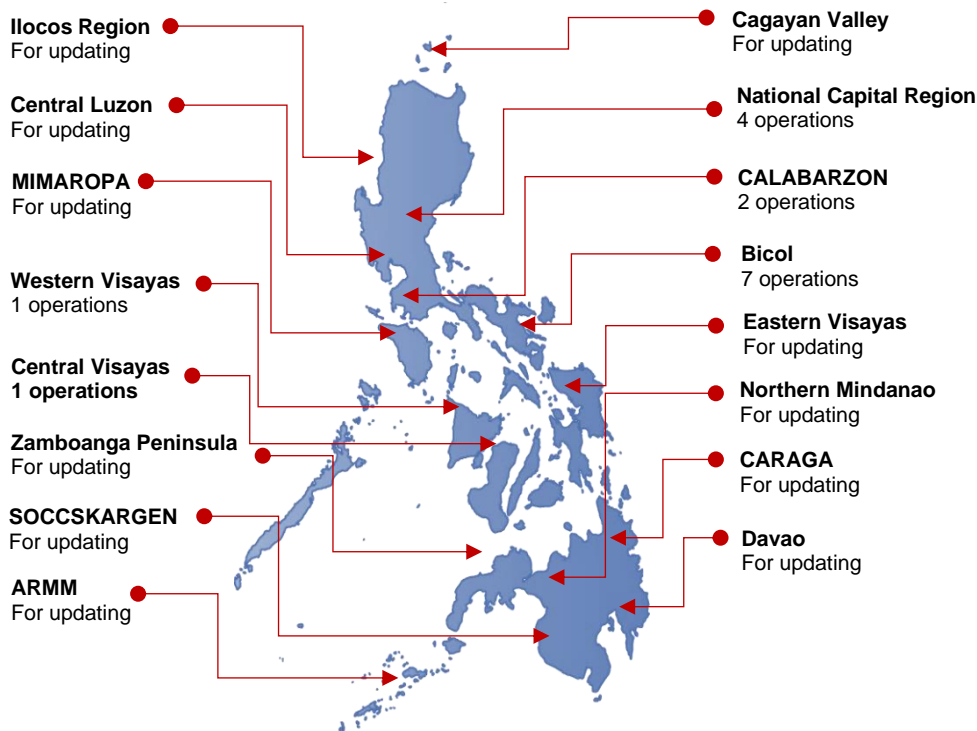 Ilocos Region
For updating
Central Luzon
For updating
MIMAROPA
For updating
Western Visayas
1 operations
Central Visayas
1 operations
Zamboanga Peninsula
For updating
SOCCSKARGEN
For updating
ARMM
For updating
Cagayan Valley
For updating
National Capital Region
4 operations
CALABARZON
2 operations
Bicol
7 operations
Eastern Visayas
For updating
Northern Mindanao
For updating
CARAGA
For updating
Davao
For updating